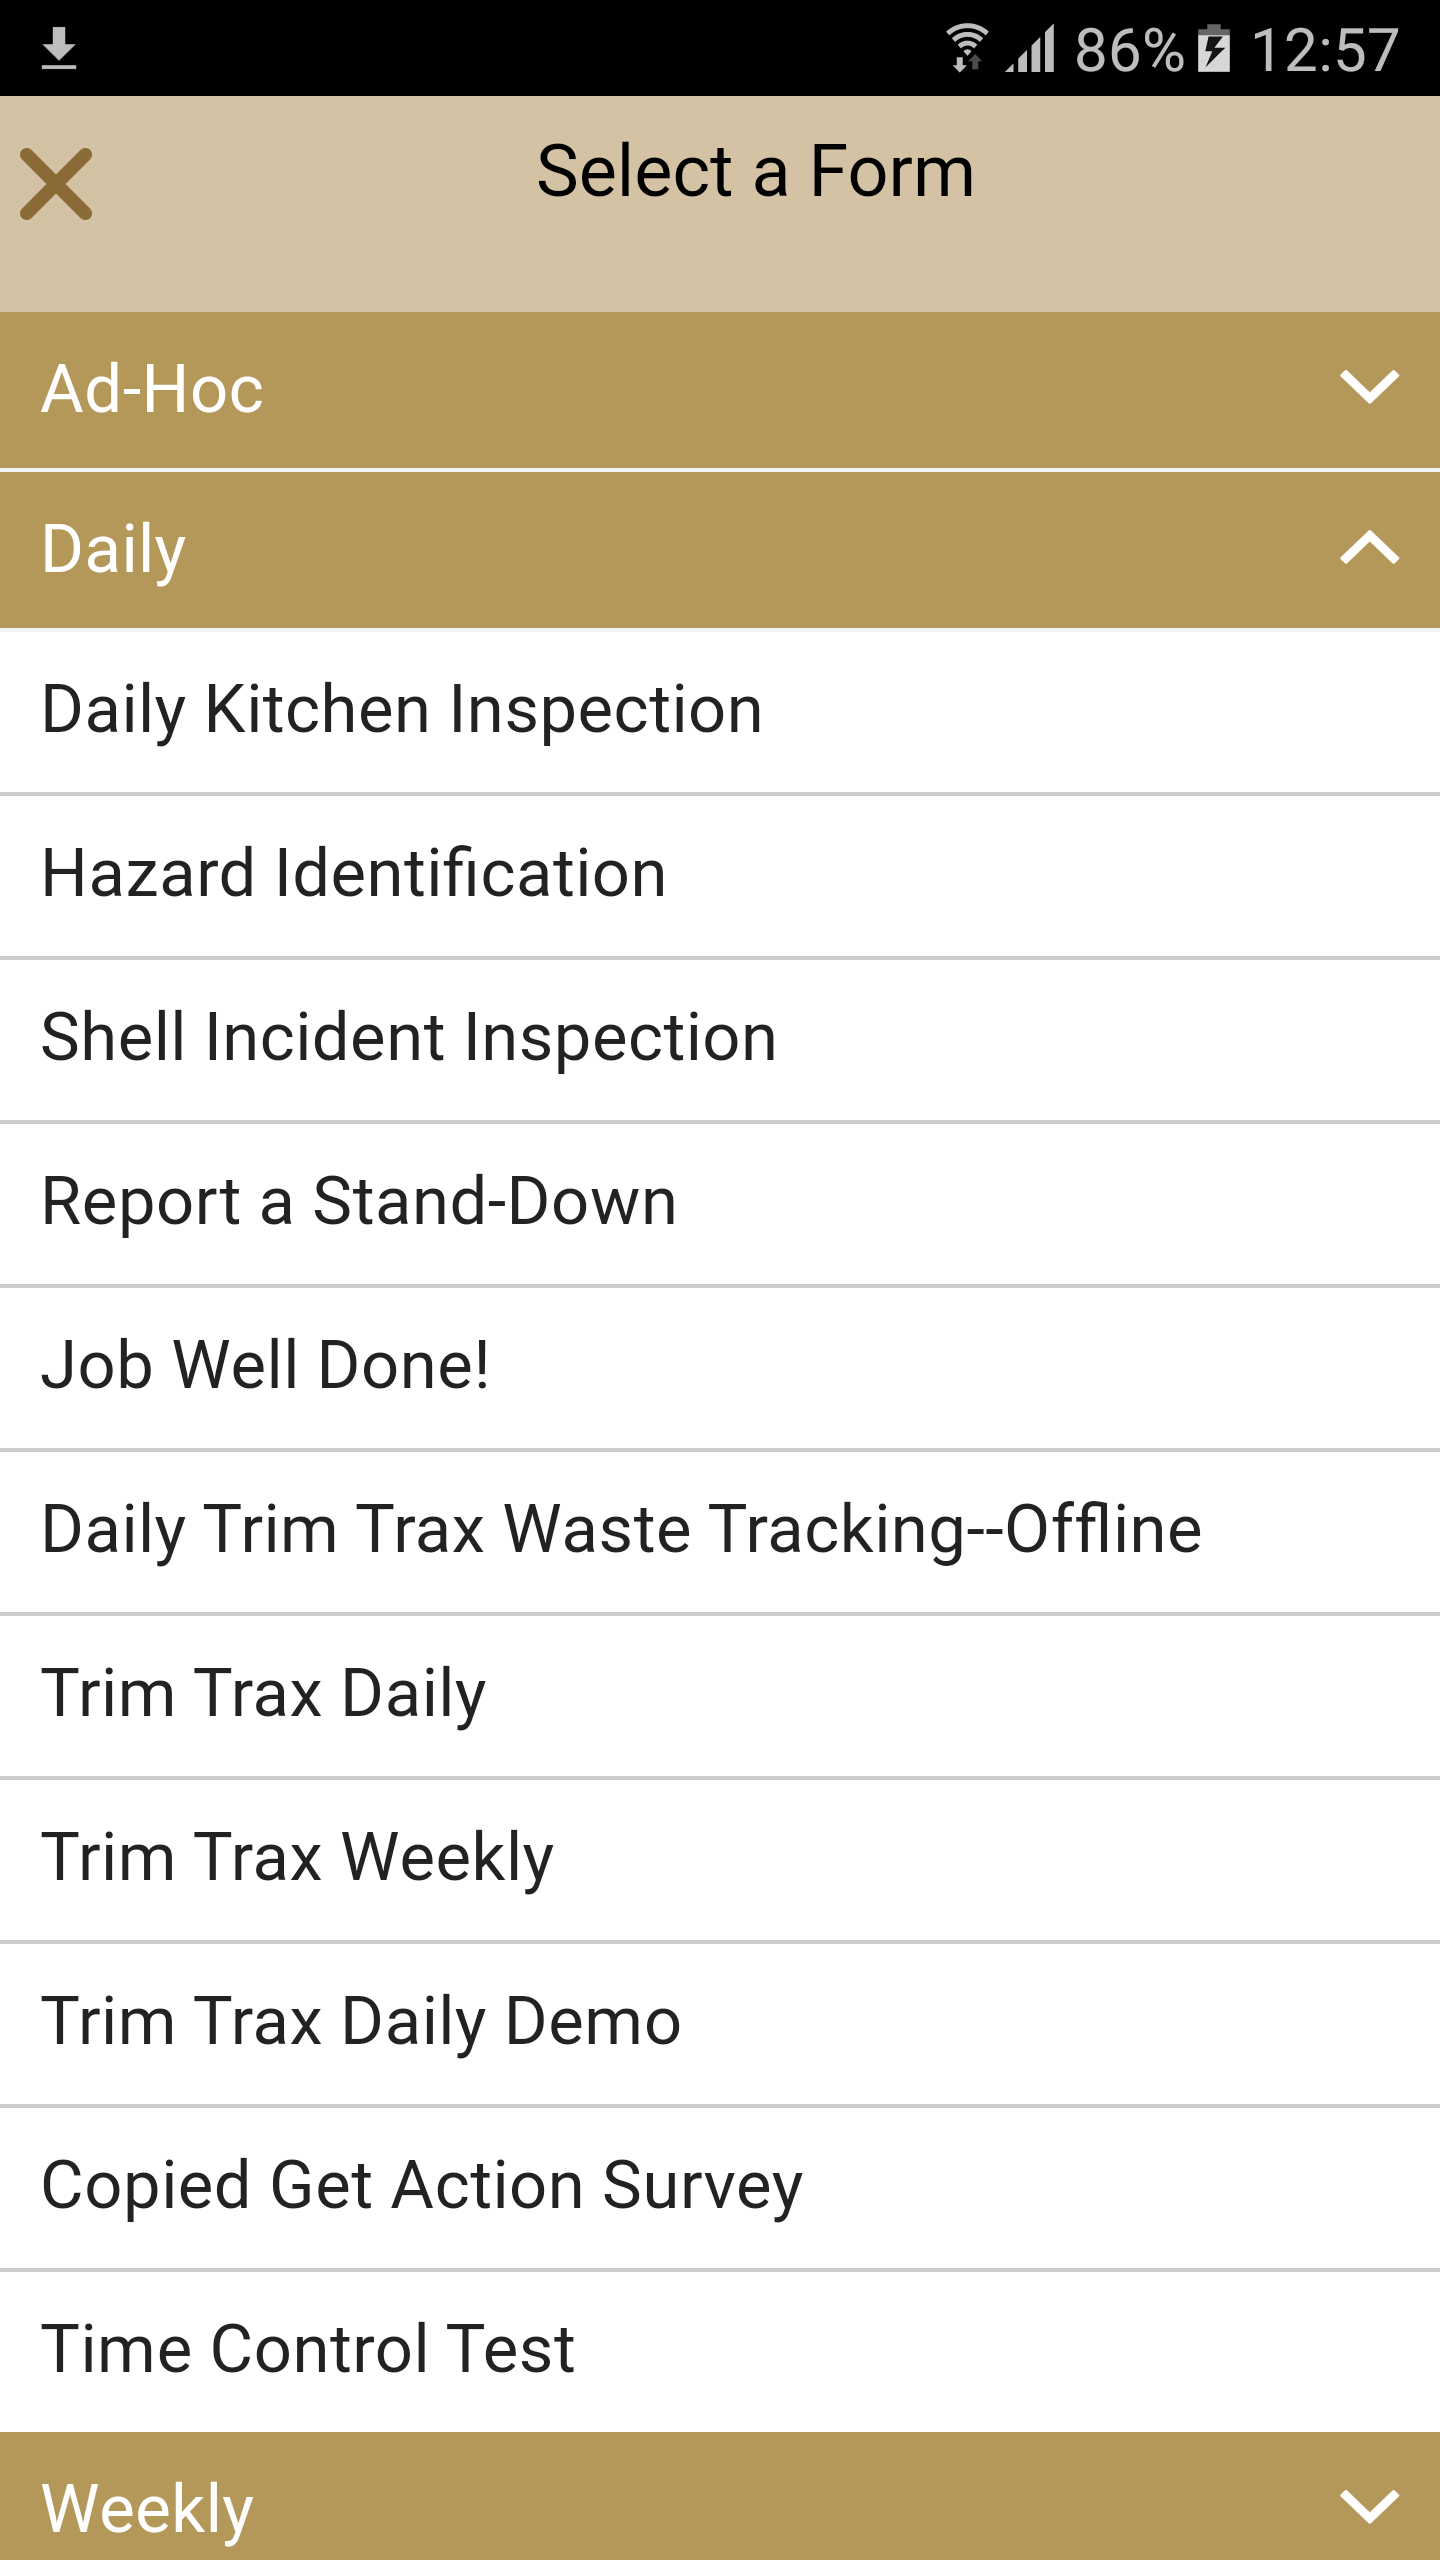 86% 12:57
Select a Form
Ad-Hoc
Daily
Daily Kitchen Inspection
Hazard Identification
Shell Incident Inspection
Report a Stand-Down
Job Well Done!
Daily Trim Trax Waste Tracking--Offline
Trim Trax Daily
Trim Trax Weekly
Trim Trax Daily Demo
Copied Get Action Survey
Time Control Test
Weekly